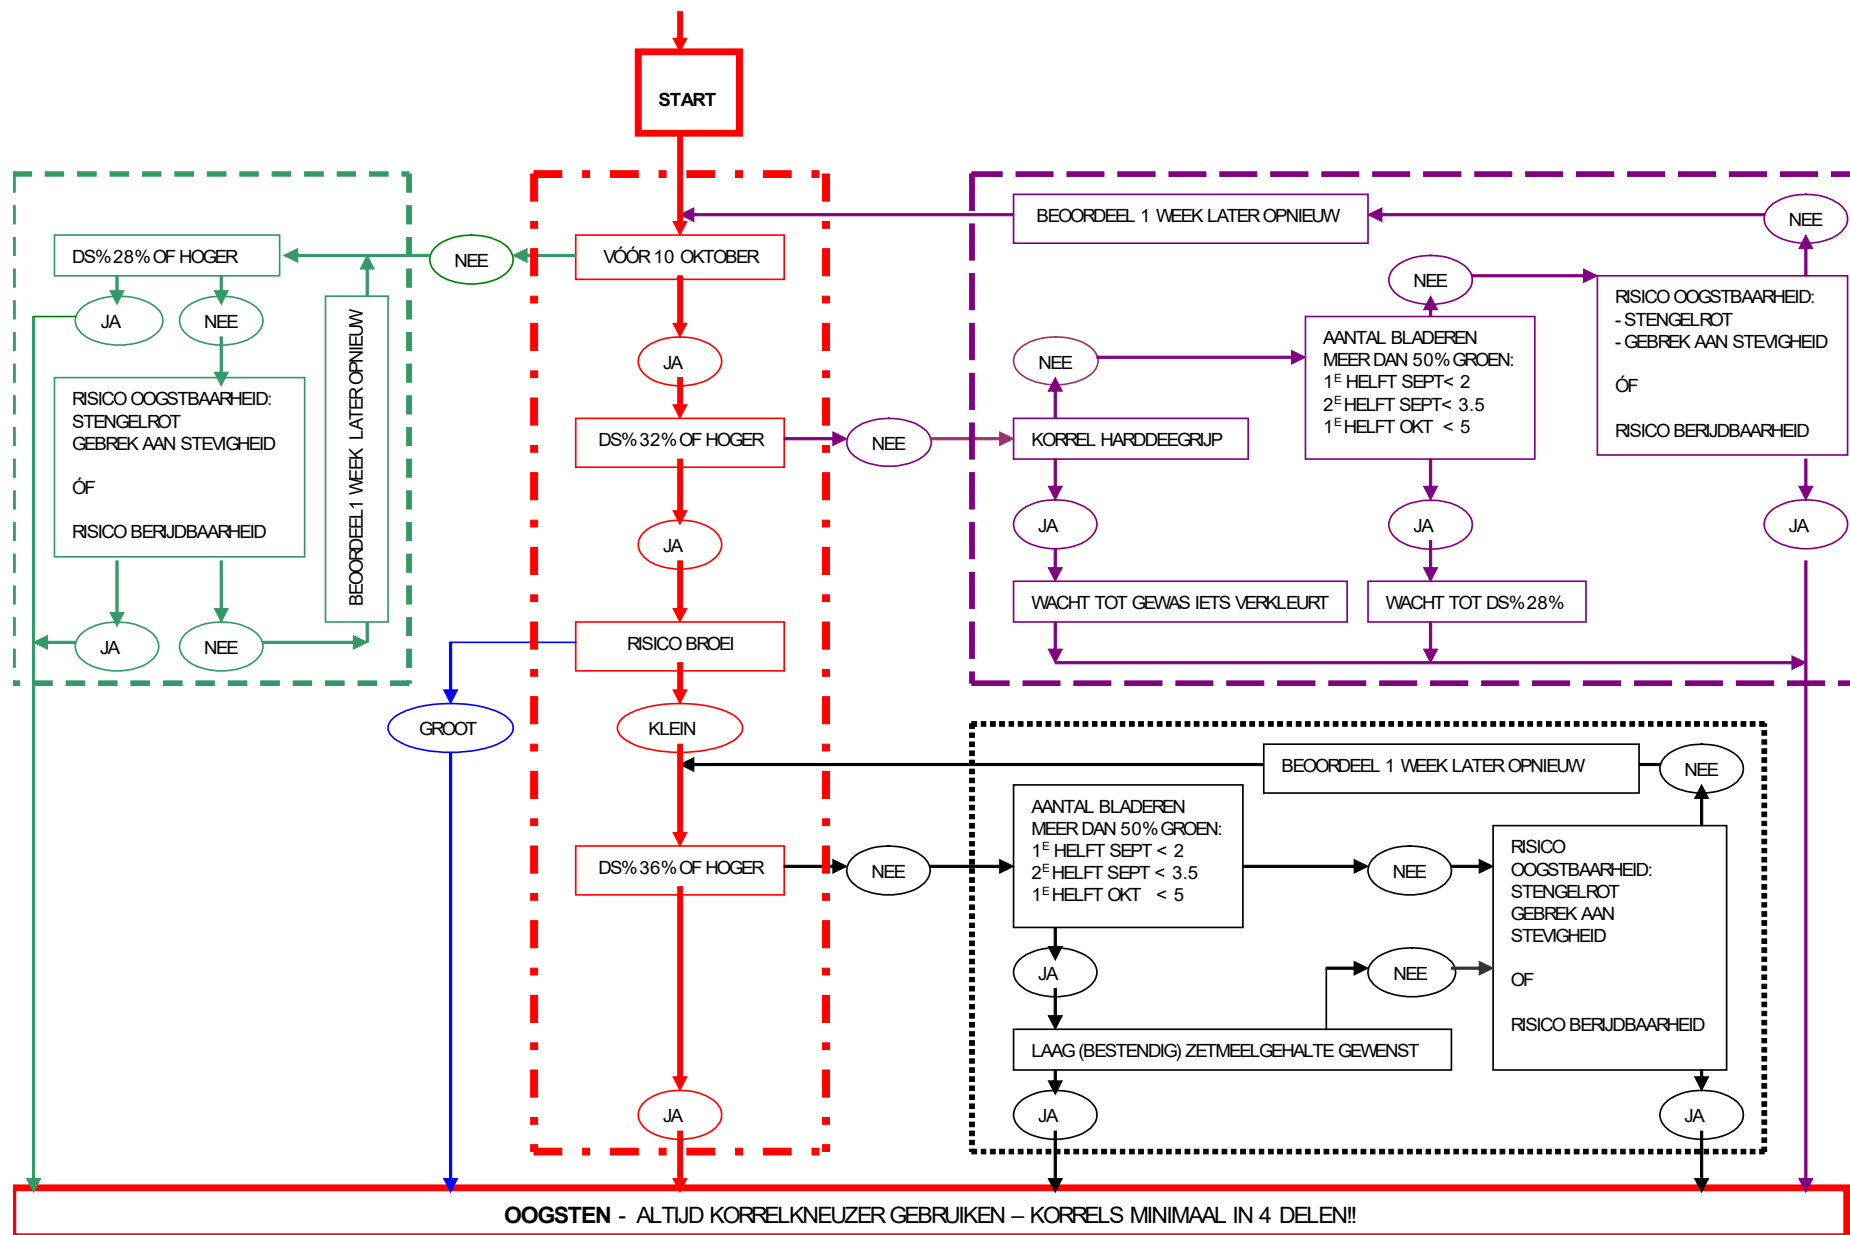 START
BEOORDEEL 1 WEEK LATER OPNIEUW
NEE
DS% 28% OF HOGER
NEE
VÓÓR 10 OKTOBER
JA
NEE
BEOORDEEL1 WEEK LATER OPNIEUW
RISICO OOGSTBAARHEID:
STENGELROT
GEBREK AAN STEVIGHEID
ÓF
RISICO BERIJDBAARHEID
JA
NEE
JA
DS% 32% OF HOGER
NEE
JA
RISICO BROEI
GROOT
KLEIN
DS% 36% OF HOGER
JA
NEE
KORREL HARDDEEGRIJP
JA
WACHT TOT GEWAS IETS VERKLEURT
NEE
AANTAL BLADEREN
MEER DAN 50% GROEN:
1E HELFT SEPT< 2
2E HELFT SEPT< 3.5
1E HELFT OKT < 5
JA
WACHT TOT DS% 28%
RISICO OOGSTBAARHEID:
- STENGELROT
- GEBREK AAN STEVIGHEID
ÓF
RISICO BERIJDBAARHEID
JA
BEOORDEEL 1 WEEK LATER OPNIEUW
NEE
NEE
AANTAL BLADEREN
MEER DAN 50% GROEN:
1E HELFT SEPT < 2
2E HELFT SEPT < 3.5
1E HELFT OKT < 5
NEE
JA
NEE
LAAG (BESTENDIG) ZETMEELGEHALTE GEWENST
JA
RISICO
OOGSTBAARHEID:
STENGELROT
GEBREK AAN
STEVIGHEID
OF
RISICO BERIJDBAARHEID
JA
OOGSTEN - ALTIJD KORRELKNEUZER GEBRUIKEN – KORRELS MINIMAAL IN 4 DELEN!!